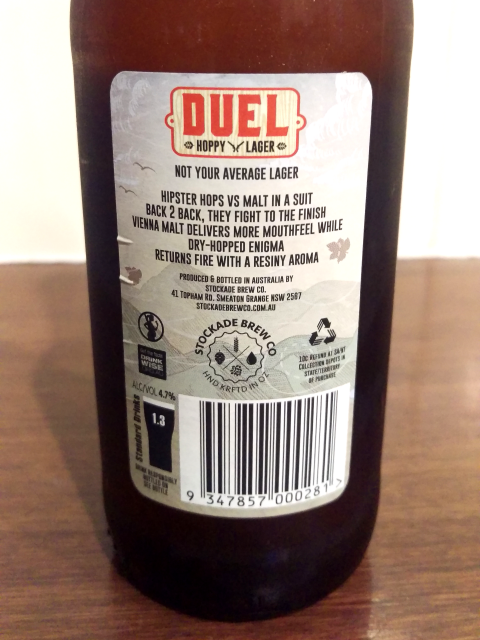 DUEL
HOPPY LAGER
NOT YOUR AVERAGE LAGER
HIPSTER HOPS VS MALT IN A SUIT
BACK 2 BACK, THEY FIGHT TO THE FINISH
VIENNA MALT DELIVERS MORE MOUTHFEEL WHILE
DRY-HOPPED ENIGMA
RETURNS FIRE WITH A RESINY AROMA
PRODUCED & BOTTLED IN AUSTRALIA BY
STOCKADE BREW CO.
41 TOPHAM RD. SMEATON GRANGE NSW 2567
STOCKADEBREWCO.COM.AU
STOCKADE BREW CO
HND KRFTD IN OZ
DRINK
WISE
10C REFUND AT SA/NT
COLLECTION DEPOTS IN
STATE/TERRITORY
OF PURCHASE
ALC/VOL 4.7%
1.3
Standard Drinks
DRINK RESPONSIBLY
9 347857 000281 >